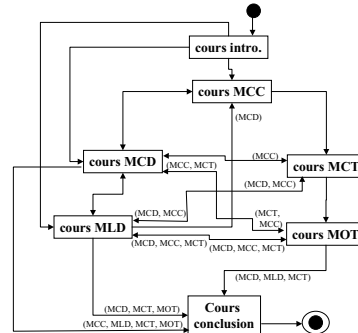 cours intro.
cours MCC
(MCD)
cours MCD
(MCC)
(MCC, MCT)
cours MCT
(MCD, MCC)
(MCD, MCC)
(MCT,
MCC)
cours MLD
cours MOT
(MCD, MCC, MCT)
(MCD, MCC, MCT)
(MCD, MLD, MCT)
(MCD, MCT, MOT)
Cours
conclusion
(MCC, MLD, MCT, MOT)